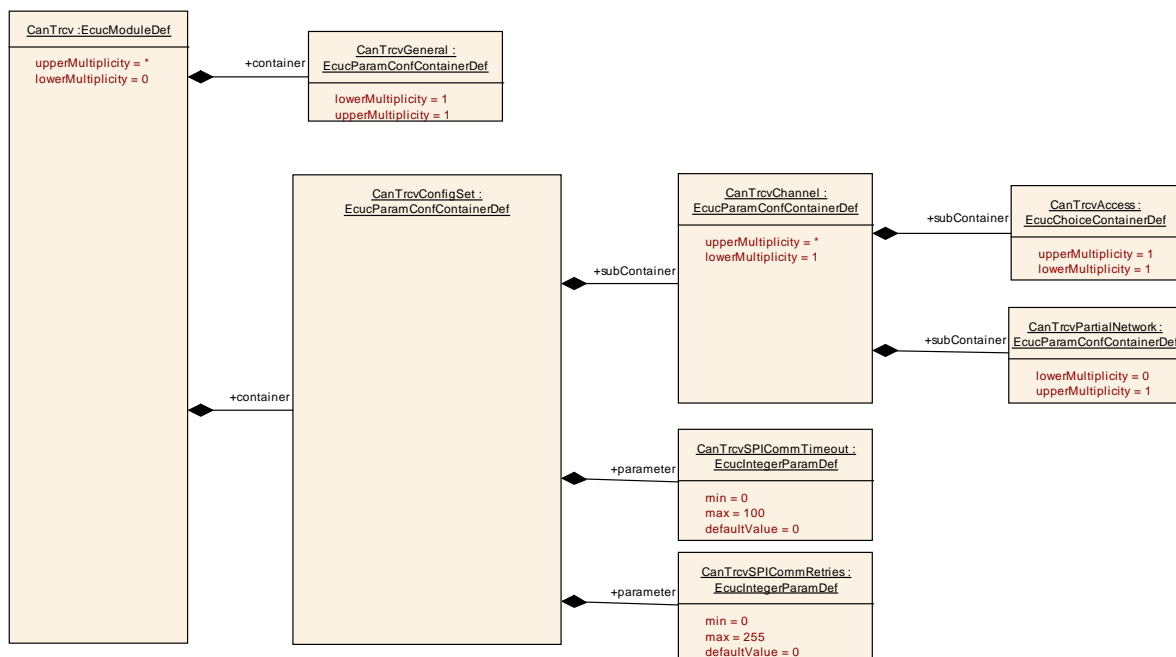 CanTrcv :EcucModuleDef
upperMultiplicity = *
lowerMultiplicity = 0
+container
CanTrcvGeneral :
EcucParamConfContainerDef
lowerMultiplicity = 1
upperMultiplicity = 1
+container
CanTrcvConfigSet :
EcucParamConfContainerDef
+subContainer
CanTrcvChannel :
EcucParamConfContainerDef
upperMultiplicity = *
lowerMultiplicity = 1
+subContainer
CanTrcvAccess :
EcucChoiceContainerDef
upperMultiplicity = 1
lowerMultiplicity = 1
+subContainer
CanTrcvPartialNetwork :
EcucParamConfContainerDef
lowerMultiplicity = 0
upperMultiplicity = 1
+parameter
CanTrcvSPICommTimeout :
EcucIntegerParamDef
min = 0
max = 100
defaultValue = 0
+parameter
CanTrcvSPICommRetries :
EcucIntegerParamDef
min = 0
max = 255
defaultValue = 0